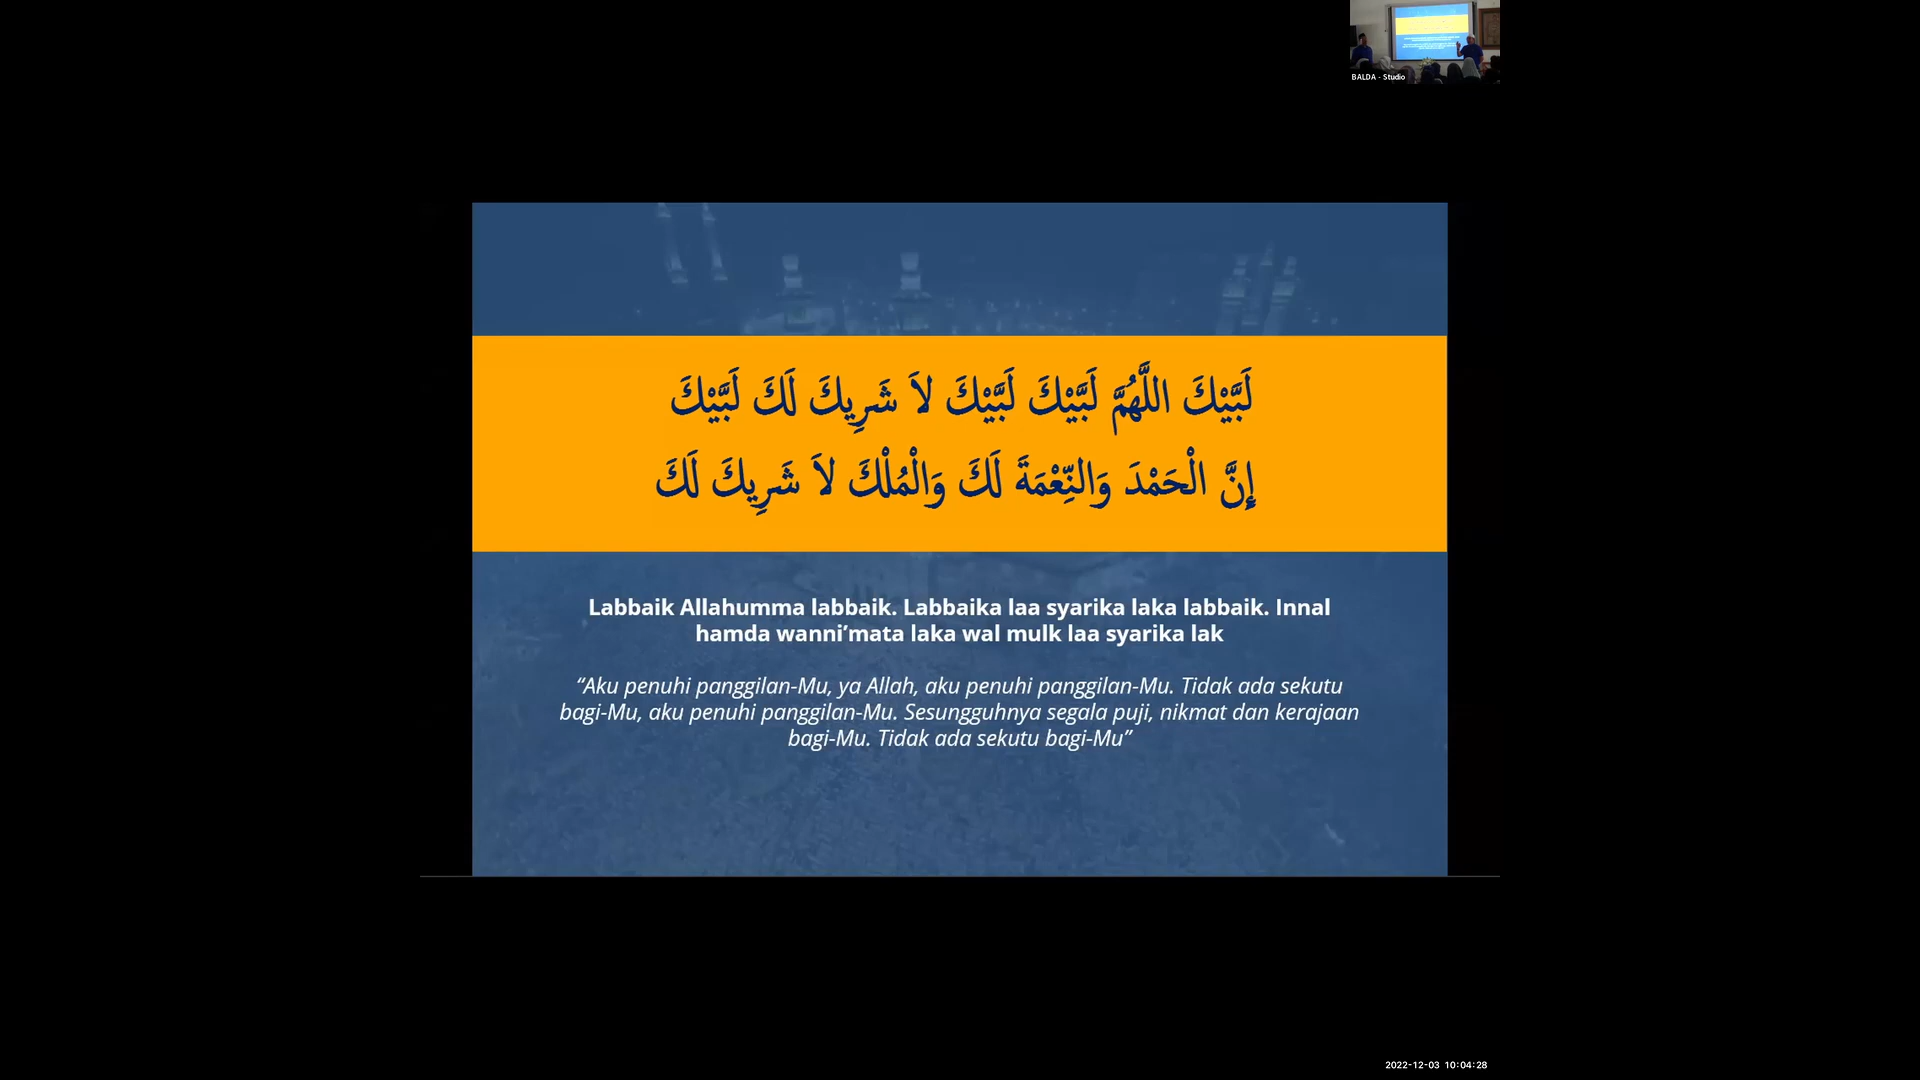 BALDA - Studio
لَبَّيْكَ اللَّهُمَّ لَبَّيْكَ لَبَّيْكَ لاَ شَرِيكَ لَكَ لَبَّيْكَ
إِنَّ الْحَمْدَ وَالنِّعْمَةَ لَكَ وَالْمُلْكَ لاَ شَرِيكَ لَكَ
Labbaik Allahumma labbaik. Labbaika laa syarika laka labbaik. Innal
hamda wanni’mata laka wal mulk laa syarika lak
“Aku penuhi panggilan-Mu, ya Allah, aku penuhi panggilan-Mu. Tidak ada sekutu
bagi-Mu, aku penuhi panggilan-Mu. Sesungguhnya segala puji, nikmat dan kerajaan
bagi-Mu. Tidak ada sekutu bagi-Mu”
2022-12-03 10:04:28